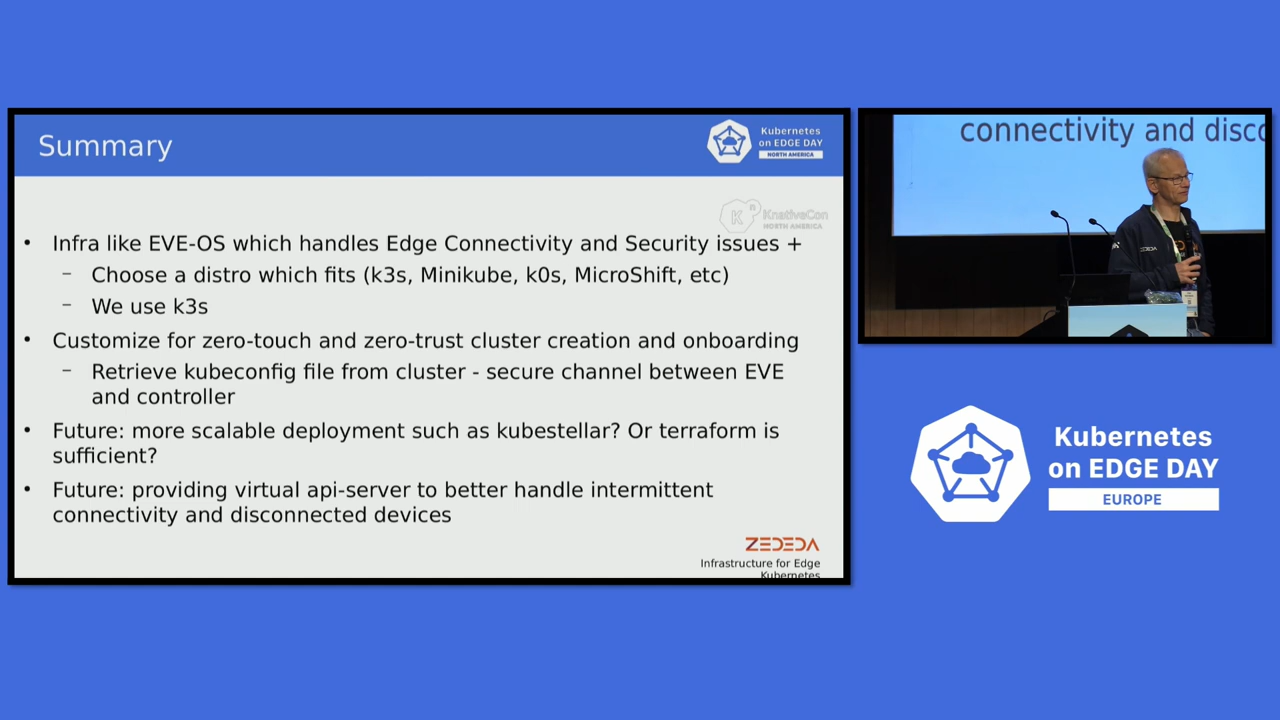 Summary
Kubernetes
on EDGE DAY
NORTH AMERICA
KnativeCon
NORTH AMERICA
• Infra like EVE-OS which handles Edge Connectivity and Security issues +
– Choose a distro which fits (k3s, Minikube, k0s, MicroShift, etc)
– We use k3s
• Customize for zero-touch and zero-trust cluster creation and onboarding
– Retrieve kubeconfig file from cluster - secure channel between EVE
and controller
• Future: more scalable deployment such as kubestellar? Or terraform is
sufficient?
• Future: providing virtual api-server to better handle intermittent
connectivity and disconnected devices
ZEDEDA
Infrastructure for Edge
Kubernetes
connectivity and disco
ZEDEDA
Kubernetes
on EDGE DAY
EUROPE